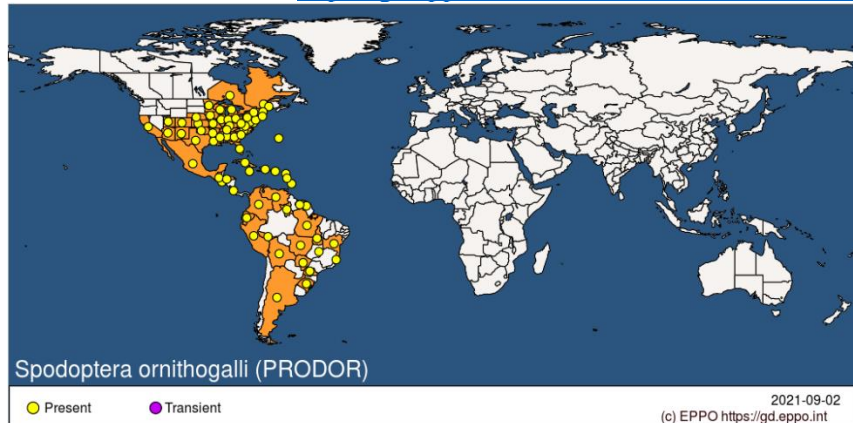 Spodoptera ornithogalli (PRODOR)
Present
Transient
2021-09-02
(c) EPPO https://gd.eppo.int